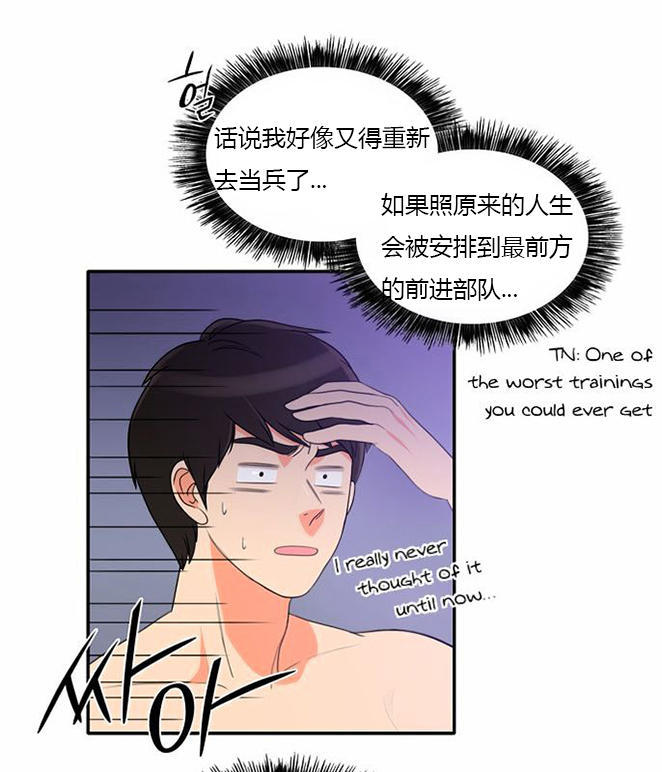 헐
话说我好像又得重新
去当兵了...
如果照原来的人生
会被安排到最前方
的前进部队...
TN: One of
the worst trainings
you could ever get
I really never
thought of it
until now...
쏴아